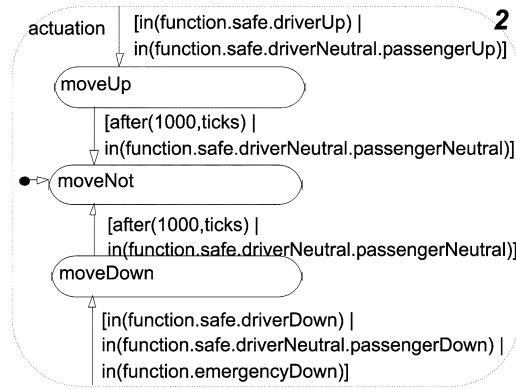 actuation
[in(function.safe.driverUp) |
2
in(function.safe.driverNeutral.passengerUp)]
moveUp
[after(1000,ticks) |
in(function.safe.driverNeutral.passengerNeutral)]
moveNot
[after(1000,ticks) |
in(function.safe.driverNeutral.passengerNeutral)]
moveDown
[in(function.safe.driverDown) |
in(function.safe.driverNeutral.passengerDown) |
in(function.emergencyDown)]